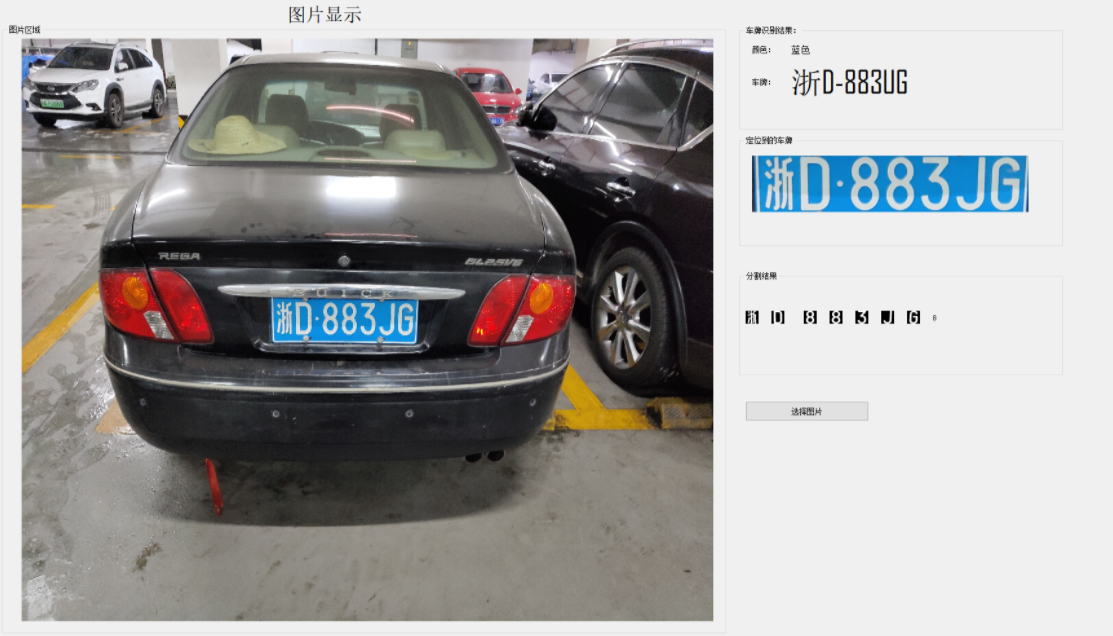 图片显示
图片区域
REGA
GL2.5V6
BUICK
浙D·883JG
车牌识别结果:
颜色: 蓝色
车牌: 浙D-883UG
定位到的车牌
浙D·883JG
分割结果
浙 D 8 8 3 J G 0
选择图片